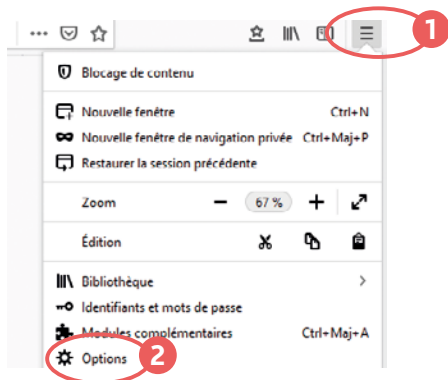 1
Blocage de contenu
Nouvelle fenêtre Ctrl+N
Nouvelle fenêtre de navigation privée Ctrl+Maj+P
Restaurer la session précédente
Zoom 67 %
Édition
Bibliothèque
Identifiants et mots de passe
Modules complémentaires Ctrl+Maj+A
Options 2